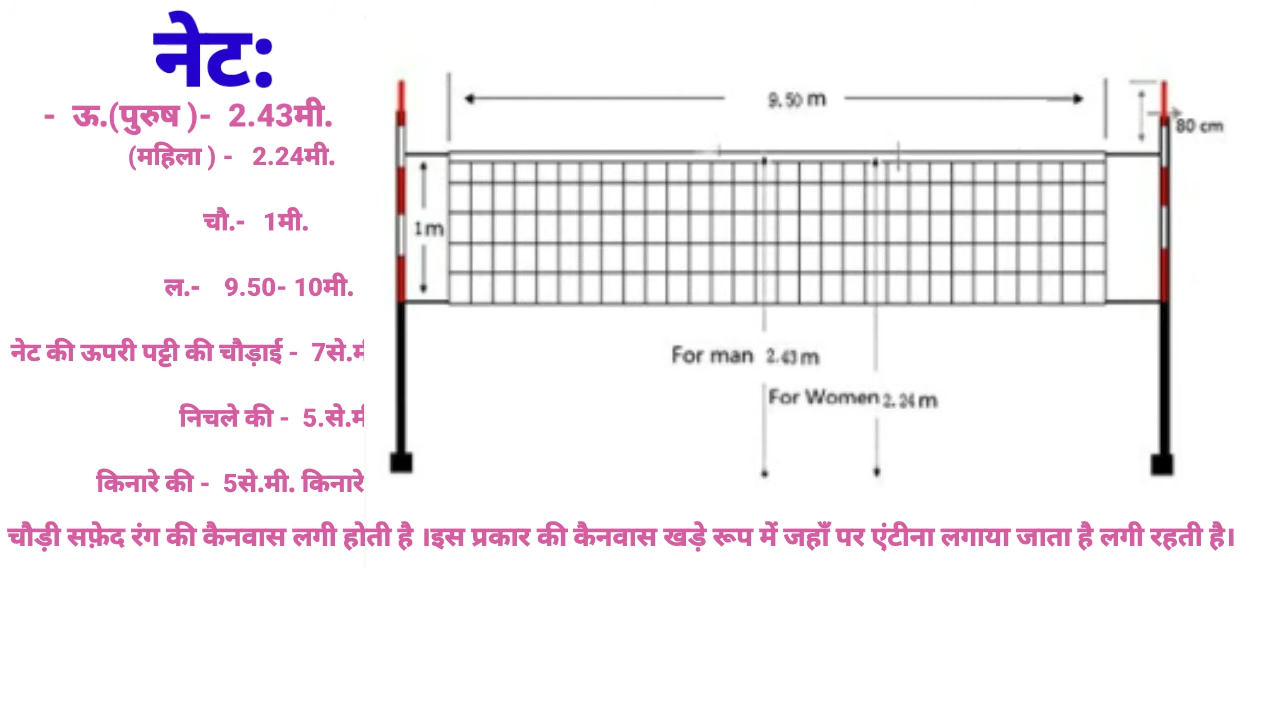 नेटः
- ऊ.(पुरुष )- 2.43मी.
(महिला ) - 2.24मी.
चौ.- 1मी.
ल.- 9.50- 10मी.
नेट की ऊपरी पट्टी की चौड़ाई - 7से.
निचले की - 5.से.
किनारे की - 5से.मी. किनारे
चौड़ी सफ़ेद रंग की कैनवास लगी होती है ।इस प्रकार की कैनवास खड़े रूप में जहाँ पर एंटीना लगाया जाता है लगी रहती है।
9.50 m
80 cm
1m
For man 2.43m
For Women 2.24m